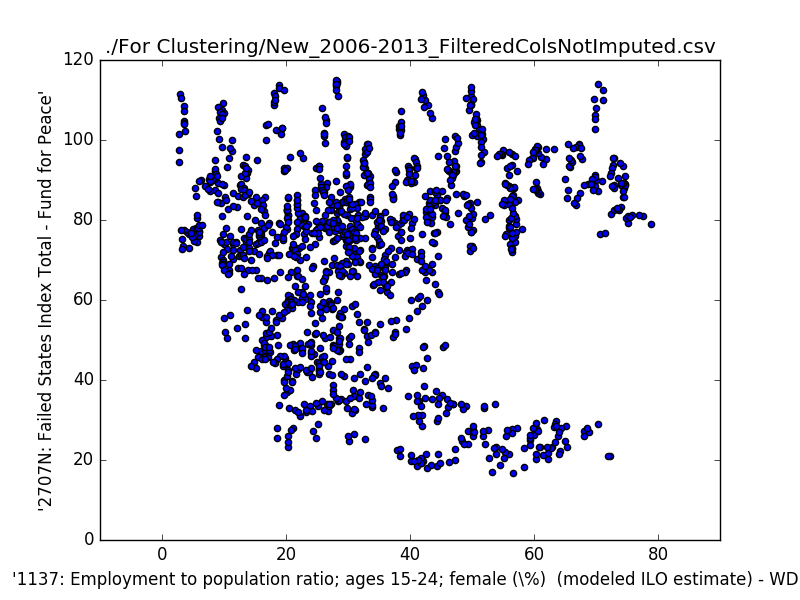 ./For Clustering/New_2006-2013_FilteredColsNotImputed.csv
120
100
80
60
40
20
0
'2707N: Failed States Index Total - Fund for Peace'
0 20 40 60 80
'1137: Employment to population ratio; ages 15-24; female (\%)  (modeled ILO estimate) - WD